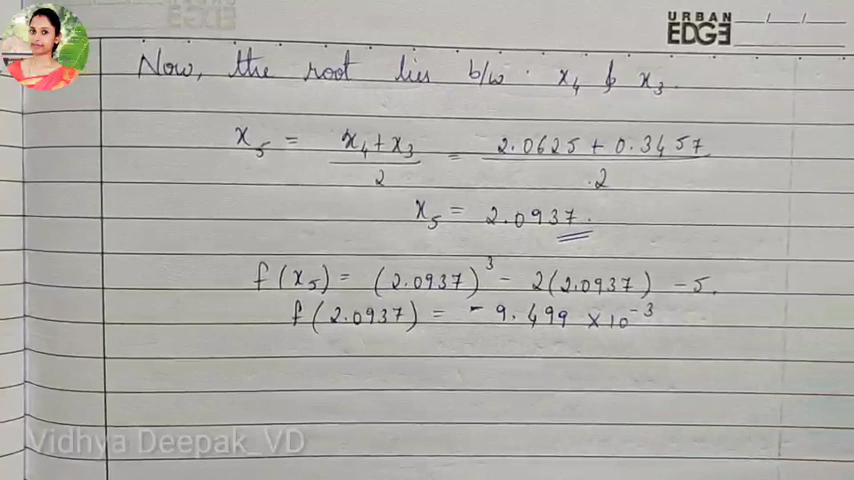 URBAN
EDGE
Now, the root lies b/w x₄ & x₃.
x₅ = x₄+x₃ / 2 = 2.0625 + 0.3457 / 2
x₅ = 2.0937.
f(x₅) = (2.0937)³ - 2(2.0937) - 5.
f(2.0937) = - 9.499 × 10⁻³
Vidhya Deepak_VD